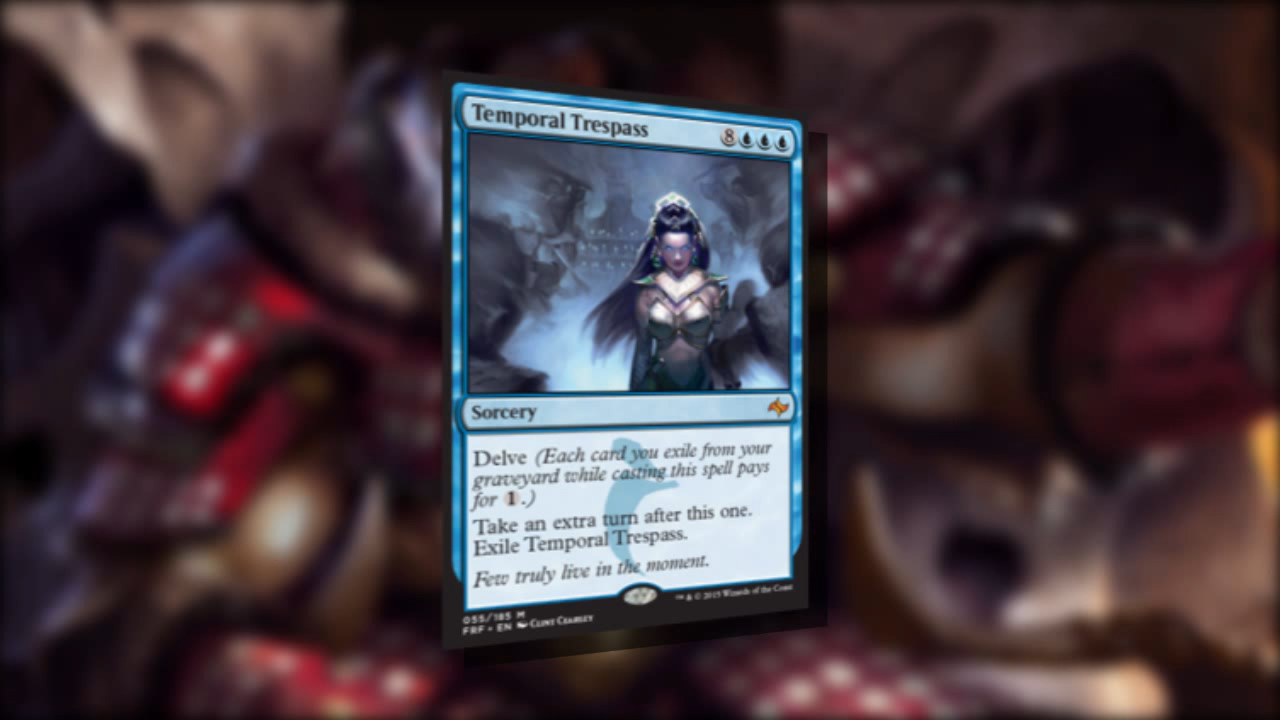 Temporal Trespass 8
Sorcery
Delve (Each card you exile from your
graveyard while casting this spell pays
for 1.)
Take an extra turn after this one.
Exile Temporal Trespass.
Few truly live in the moment.
055/185 M
FRF • EN Clint Cearley
™ & © 2015 Wizards of the Coast